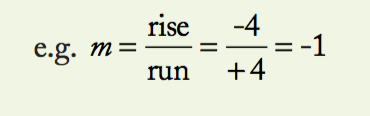 e.g. m = rise/run = -4/+4 = -1